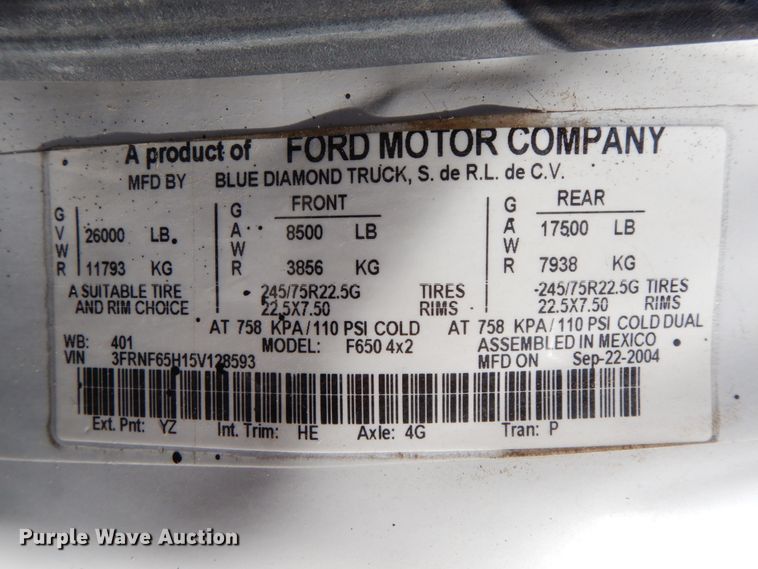 A product of FORD MOTOR COMPANY
MFD BY BLUE DIAMOND TRUCK, S. de R.L. de C.V.
FRONT REAR
GVWR 26000 LB GAWR 8500 LB GAWR 17500 LB
11793 KG 3856 KG 7938 KG
A SUITABLE TIRE 245/75R22.5G TIRES -245/75R22.5G TIRES
AND RIM CHOICE 22.5X7.50 RIMS 22.5X7.50 RIMS
AT 758 KPA/110 PSI COLD AT 758 KPA/110 PSI COLD DUAL
WB: 401 MODEL: F650 4x2 ASSEMBLED IN MEXICO
VIN 3FRNF65H15V128593 MFD ON Sep-22-2004
Ext. Pnt: YZ Int. Trim: HE Axle: 4G Tran: P
Purple Wave Auction